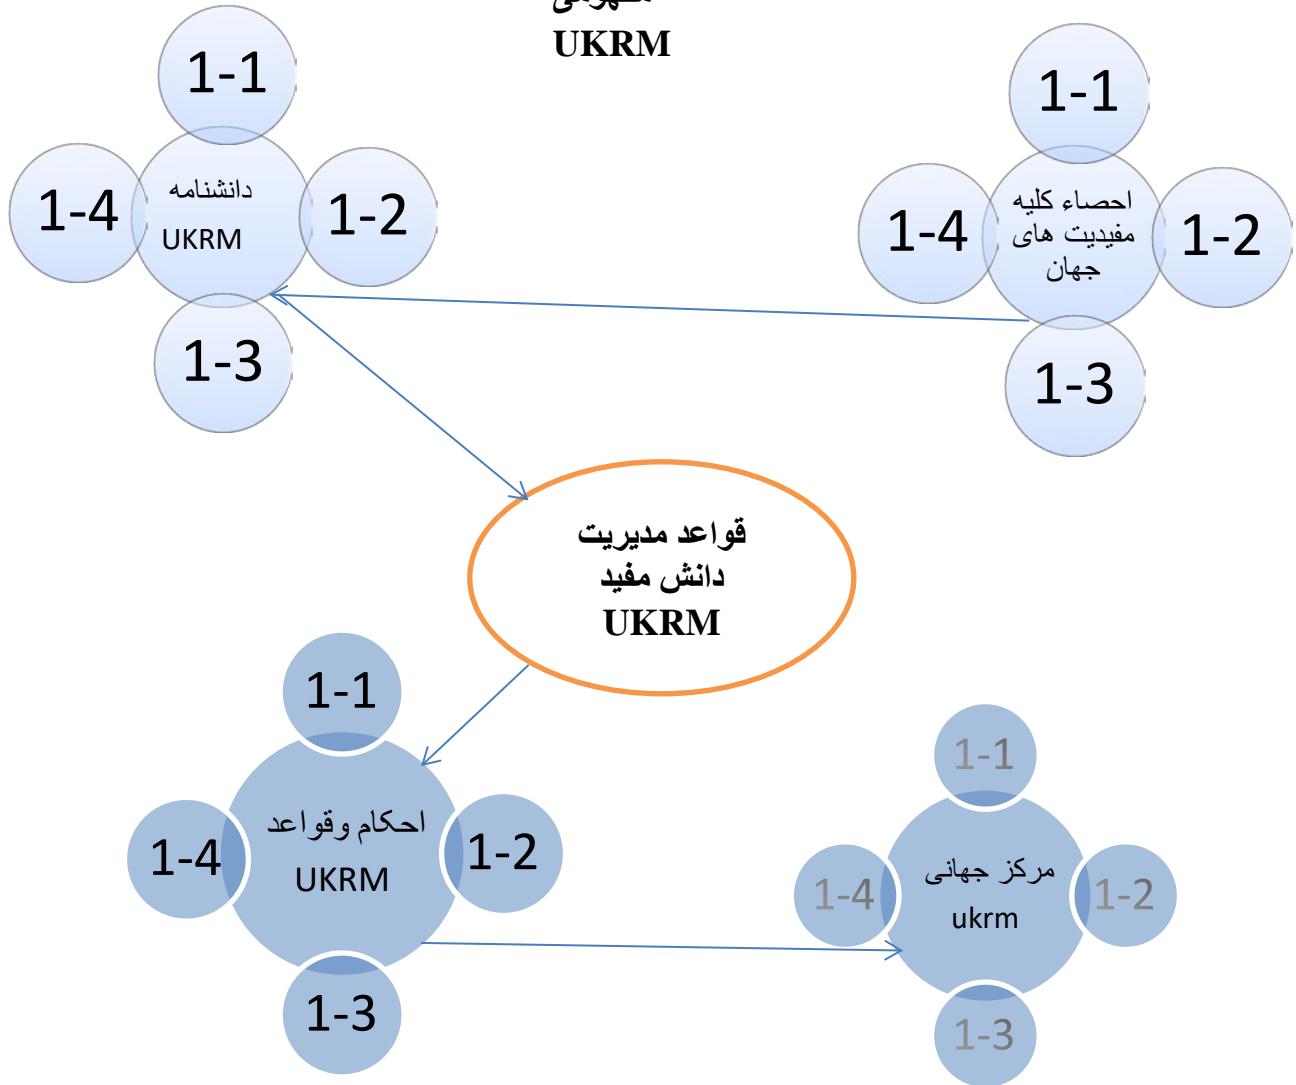 UKRM
1-1
1-4
دانشنامه
UKRM
1-2
1-3
1-1
1-4
احصاء کلیه
مفیدیت های
جهان
1-2
1-3
قواعد مدیریت
دانش مفید
UKRM
1-1
1-4
احکام وقواعد
UKRM
1-2
1-3
1-1
1-4
مرکز جهانی
ukrm
1-2
1-3